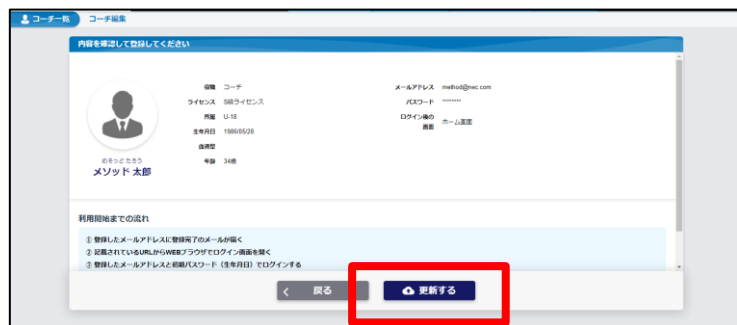 コーチ一覧 コーチ編集
内容を確認して登録してください
役職 コーチ
ライセンス S級ライセンス
所属 U-18
生年月日 1986/05/28
血液型
年齢 34歳
メールアドレス method@nec.com
パスワード ********
ログイン後の画面 ホーム画面
めそっど たろう
メソッド 太郎
利用開始までの流れ
① 登録したメールアドレスに登録完了のメールが届く
② 記載されているURLからWEBブラウザでログイン画面を開く
③ 登録したメールアドレスと初期パスワード（生年月日）でログインする
戻る
更新する